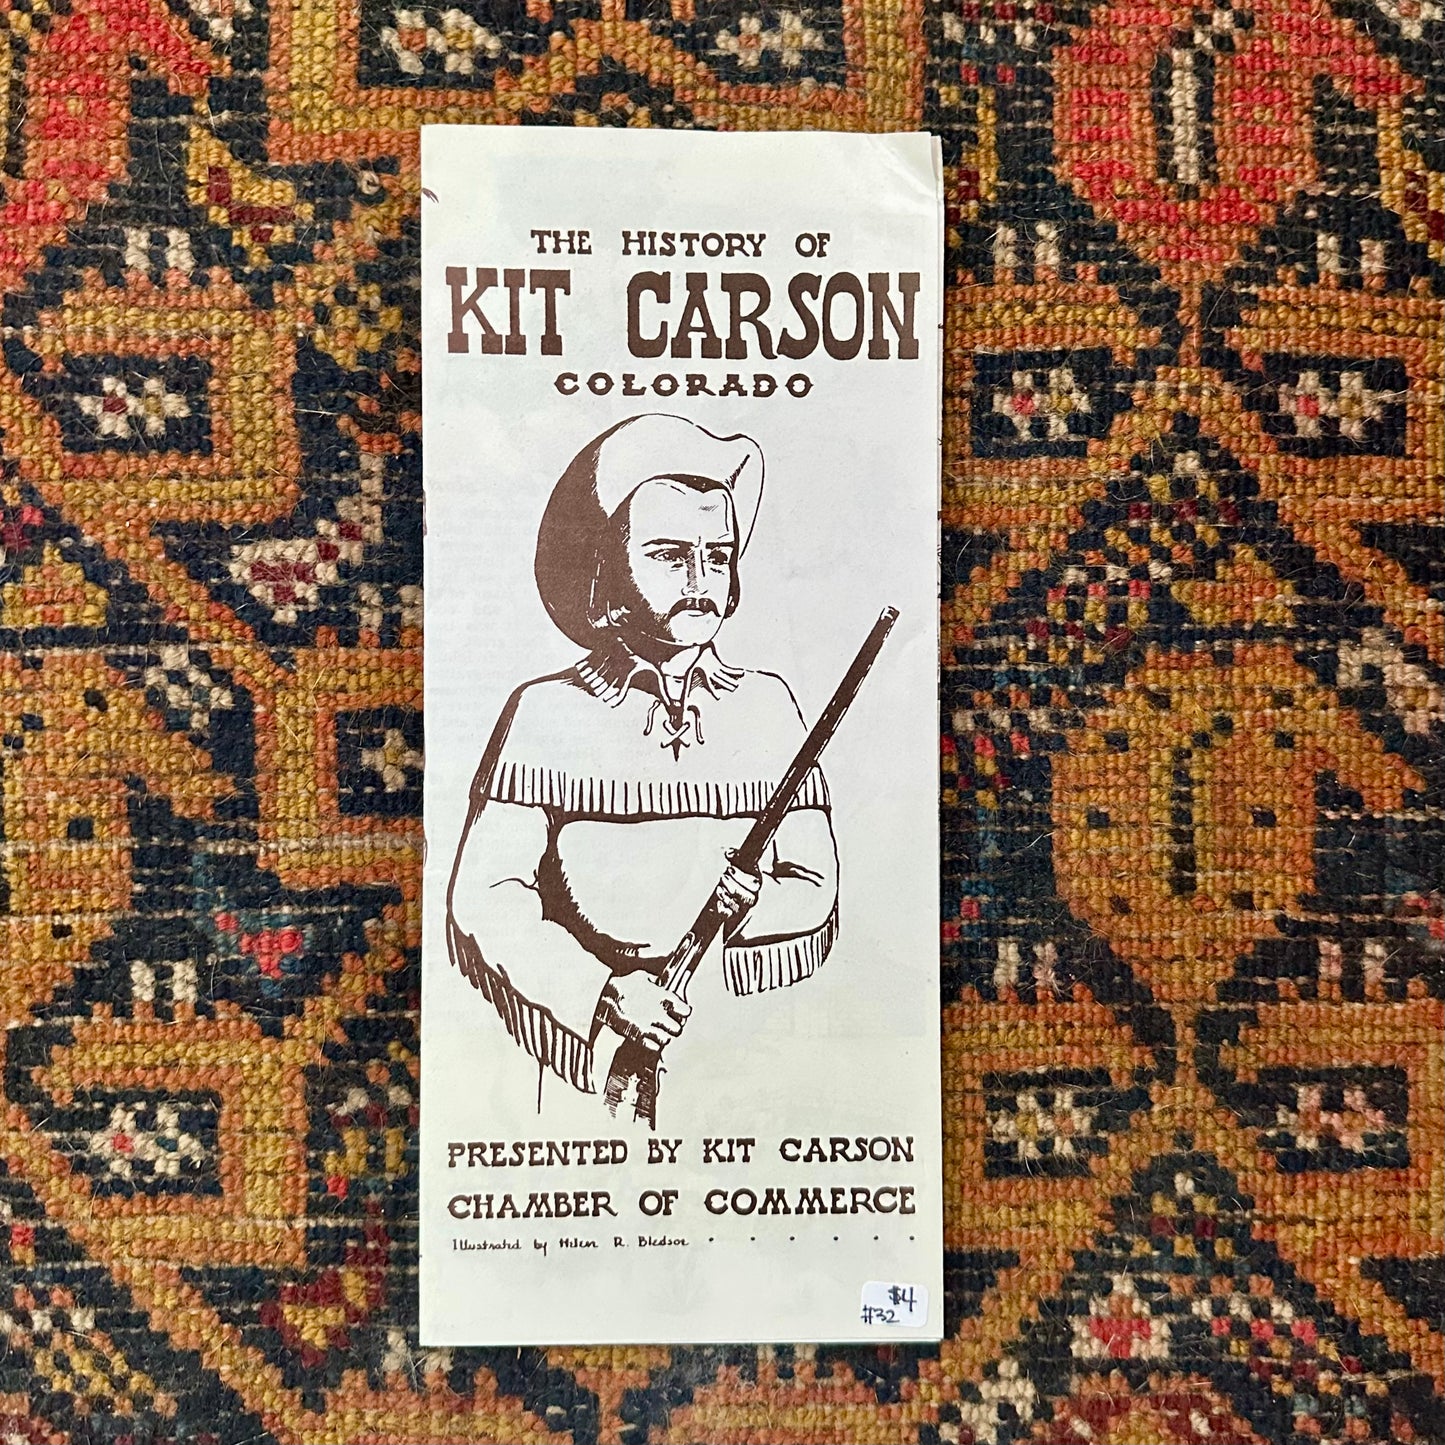 THE HISTORY OF
KIT CARSON
COLORADO
PRESENTED BY KIT CARSON
CHAMBER OF COMMERCE
Illustrated by Helen R. Bledsoe . . . . . .
$4
#32